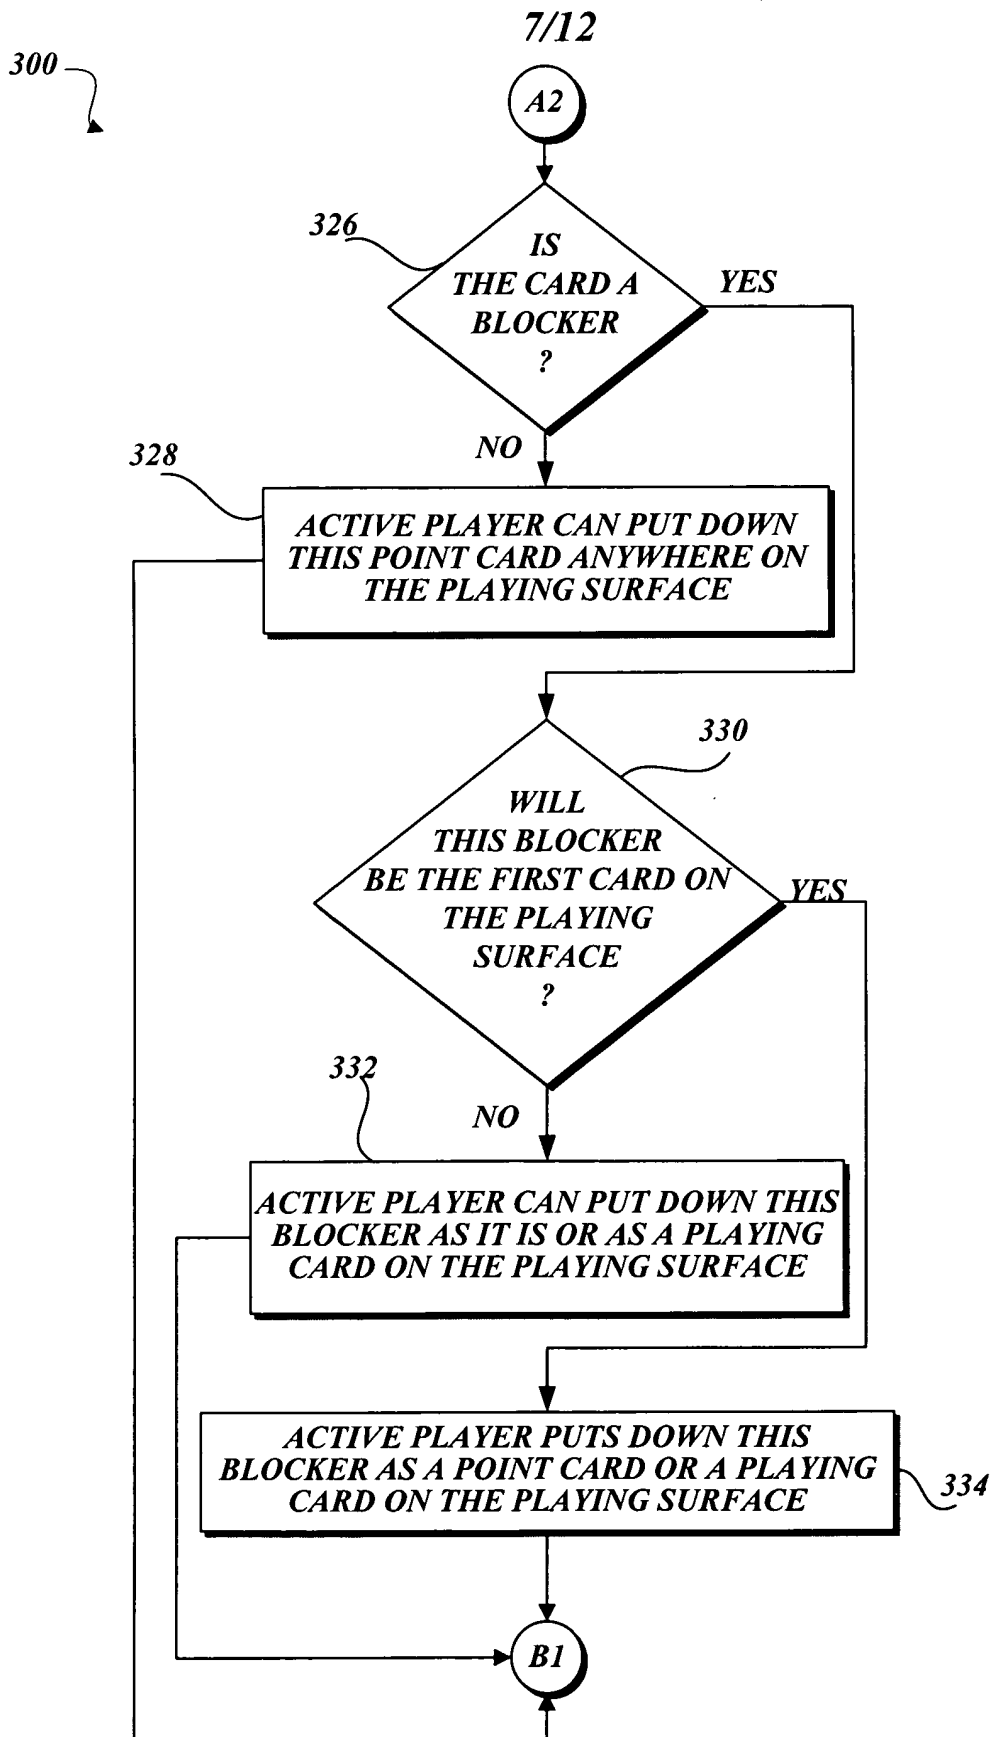 7/12
300
A2
326
IS
THE CARD A
BLOCKER
?
YES
NO
328
ACTIVE PLAYER CAN PUT DOWN
THIS POINT CARD ANYWHERE ON
THE PLAYING SURFACE
330
WILL
THIS BLOCKER
BE THE FIRST CARD ON
THE PLAYING
SURFACE
?
YES
332
NO
ACTIVE PLAYER CAN PUT DOWN THIS
BLOCKER AS IT IS OR AS A PLAYING
CARD ON THE PLAYING SURFACE
ACTIVE PLAYER PUTS DOWN THIS
BLOCKER AS A POINT CARD OR A PLAYING
CARD ON THE PLAYING SURFACE
334
B1